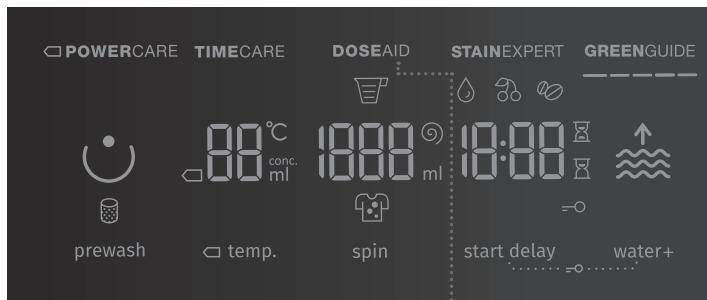 POWERCARE TIMECARE DOSEAID STAINEXPERT GREENGUIDE
88 °C 1888 18:88
conc.
ml ml
prewash temp. spin start delay water+